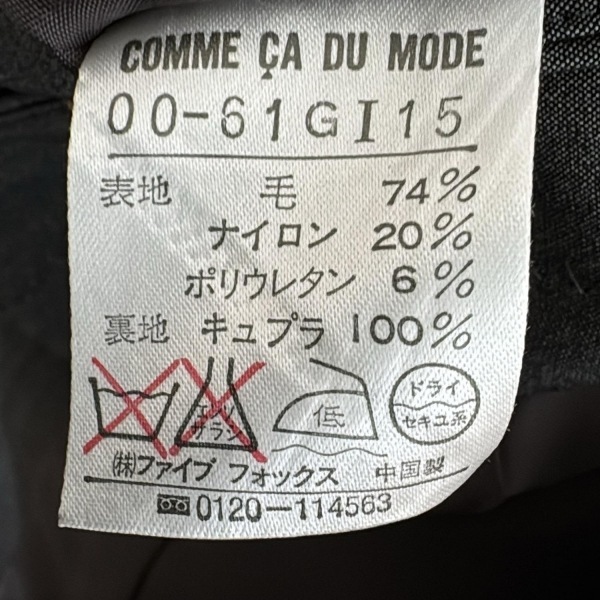 COMME ÇA DU MODE
00-61GI15
表地 毛 74%
ナイロン 20%
ポリウレタン 6%
裏地 キュプラ 100%
エンソ
サラシ
低
ドライ
セキユ系
㈱ファイブ フォックス 中国製
0120-114563